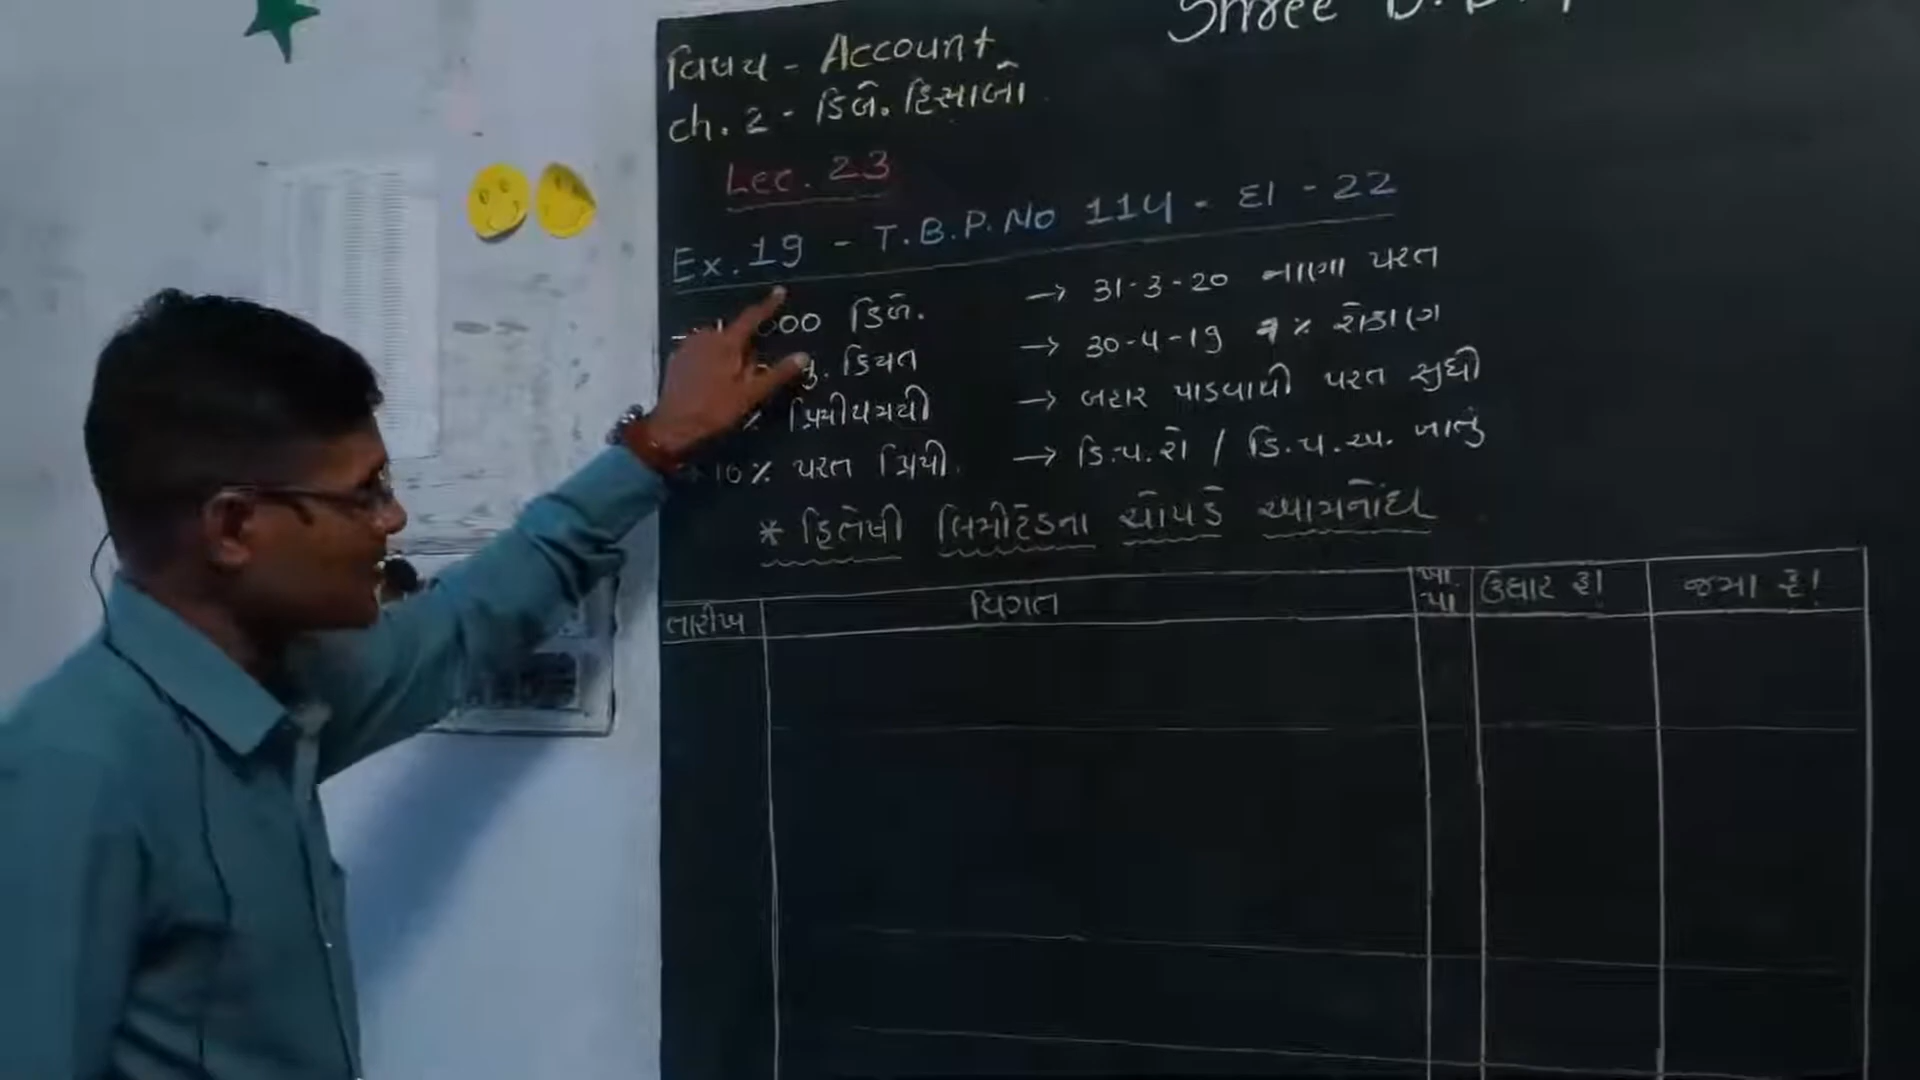 Shree D.
વિષય - Account
ch. 2 - ડિબે. હિસાબો
Lec. 23
Ex. 19 - T.B.P.No 114 - દા - 22
000 ડિબે.
મુ. કિંમત
% પ્રિમીયમથી
10% પરત પ્રિમી.
→ 31-3-20 નાણા પરત
→ 30-4-19 % રોકાણ
→ બહાર પાડવાથી પરત સુધી
→ ડિ.પ.રો / ડિ.પ.અ. ખાતું
* હિતેષી લિમીટેડના ચોપડે આમનોંધ
તારીખ વિગત ખા. પા ઉધાર રૂ! જમા રૂ!